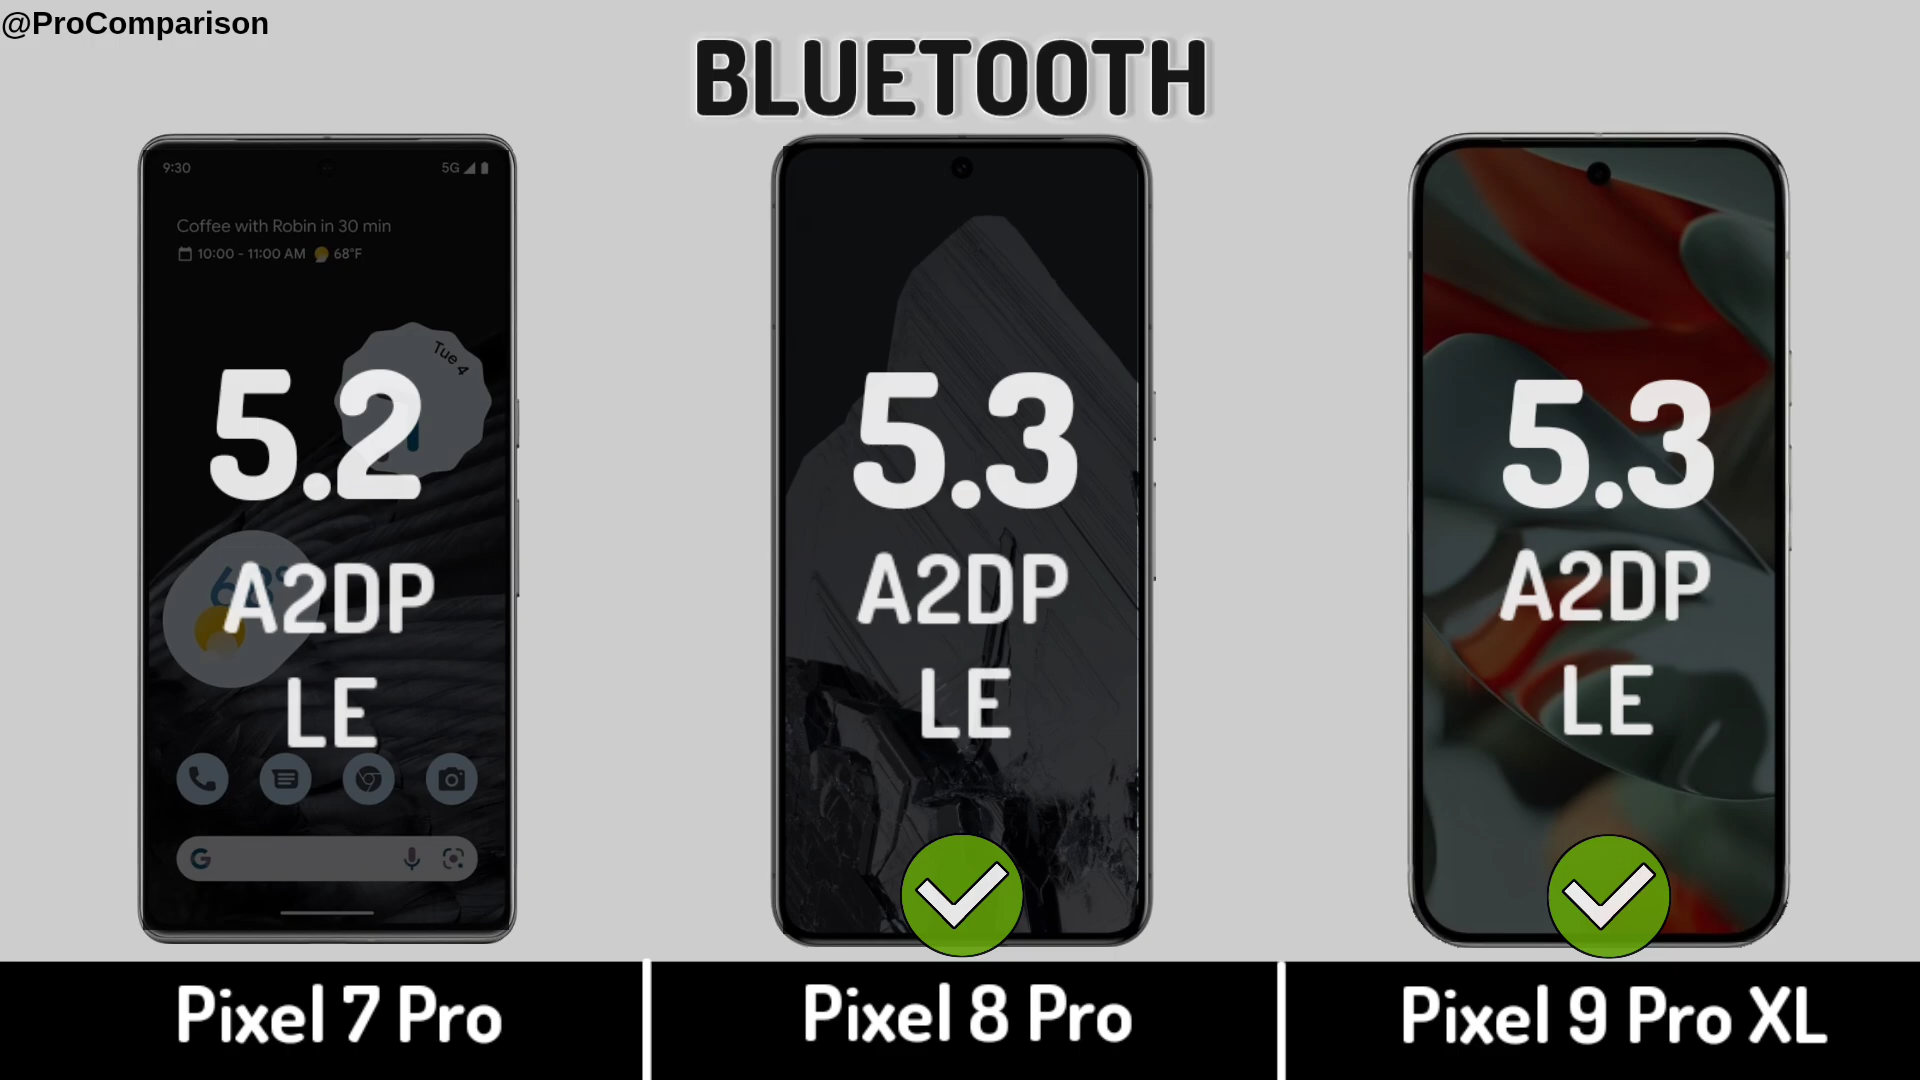 @ProComparison
BLUETOOTH
9:30
5G
Coffee with Robin in 30 min
10:00 - 11:00 AM 68°F
Tue 4
5.2
A2DP
LE
68°
G
5.3
A2DP
LE
5.3
A2DP
LE
Pixel 7 Pro
Pixel 8 Pro
Pixel 9 Pro XL